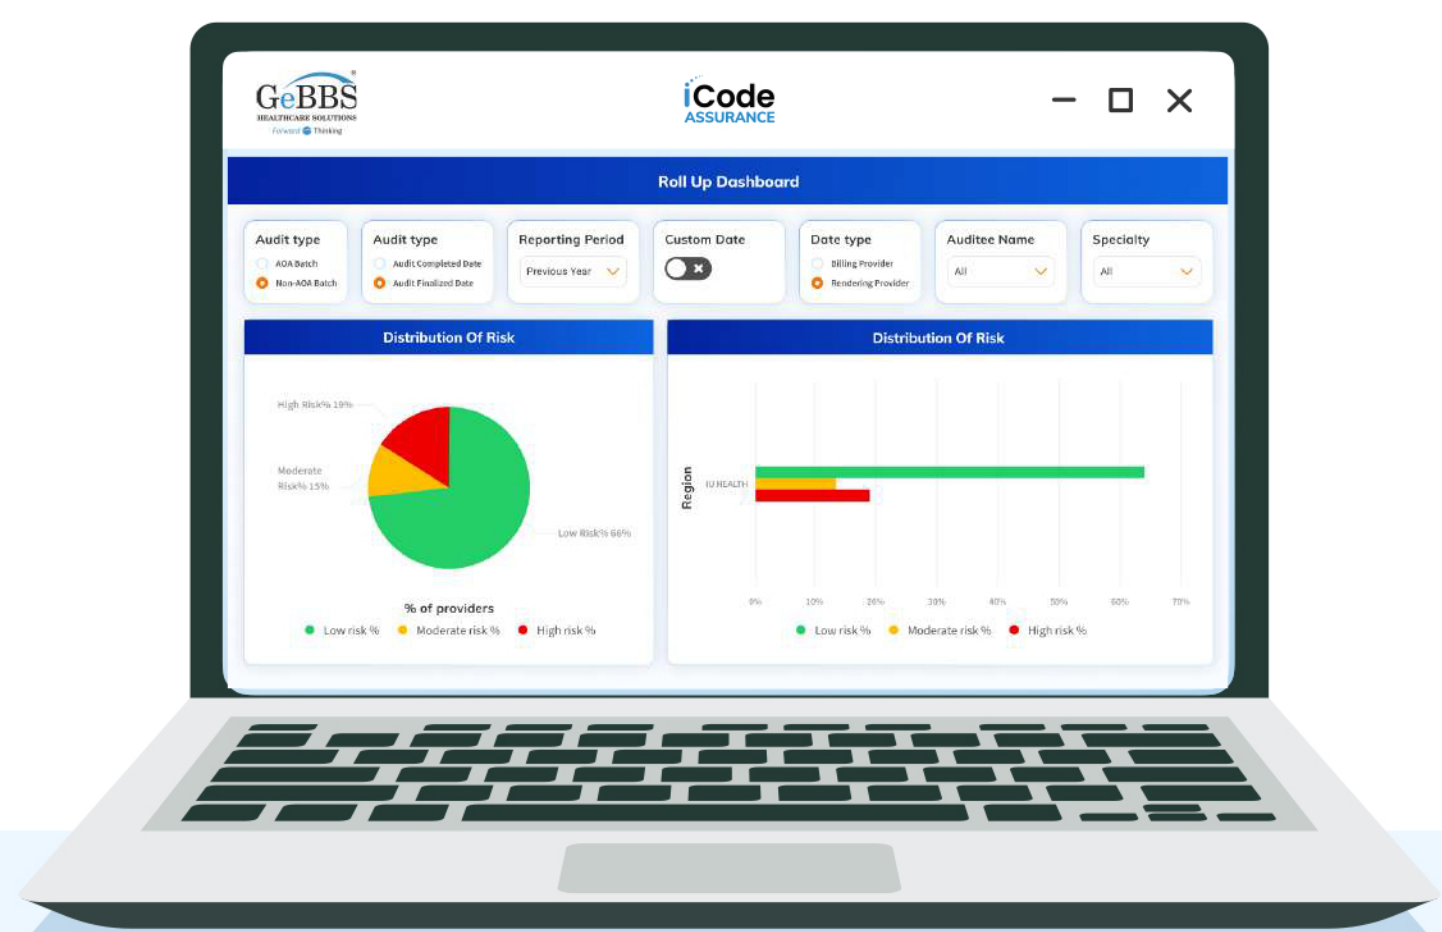 GeBBS
HEALTHCARE SOLUTIONS
Forward Thinking
iCode
ASSURANCE
Roll Up Dashboard
Audit type
AOA Batch
Non-AOA Batch
Audit type
Audit Completed Date
Audit Finalized Date
Reporting Period
Previous Year
Custom Date
Date type
Billing Provider
Rendering Provider
Auditee Name
All
Specialty
All
Distribution Of Risk
High Risk% 19%
Moderate
Risk% 15%
Low Risk% 66%
% of providers
Low risk %
Moderate risk %
High risk %
Distribution Of Risk
Region
IU HEALTH
0% 10% 20% 30% 40% 50% 60% 70%
Low risk %
Moderate risk %
High risk %